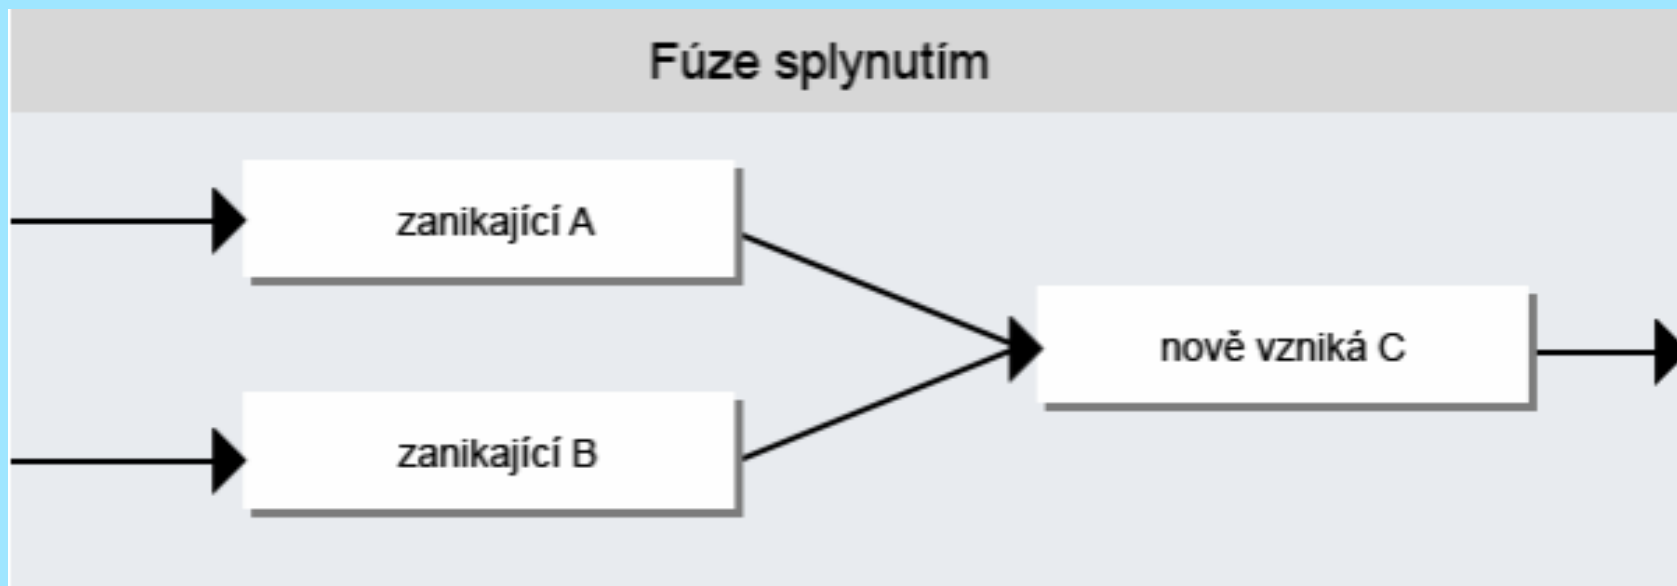 Fúze splynutím
zanikající A
nově vzniká C
zanikající B